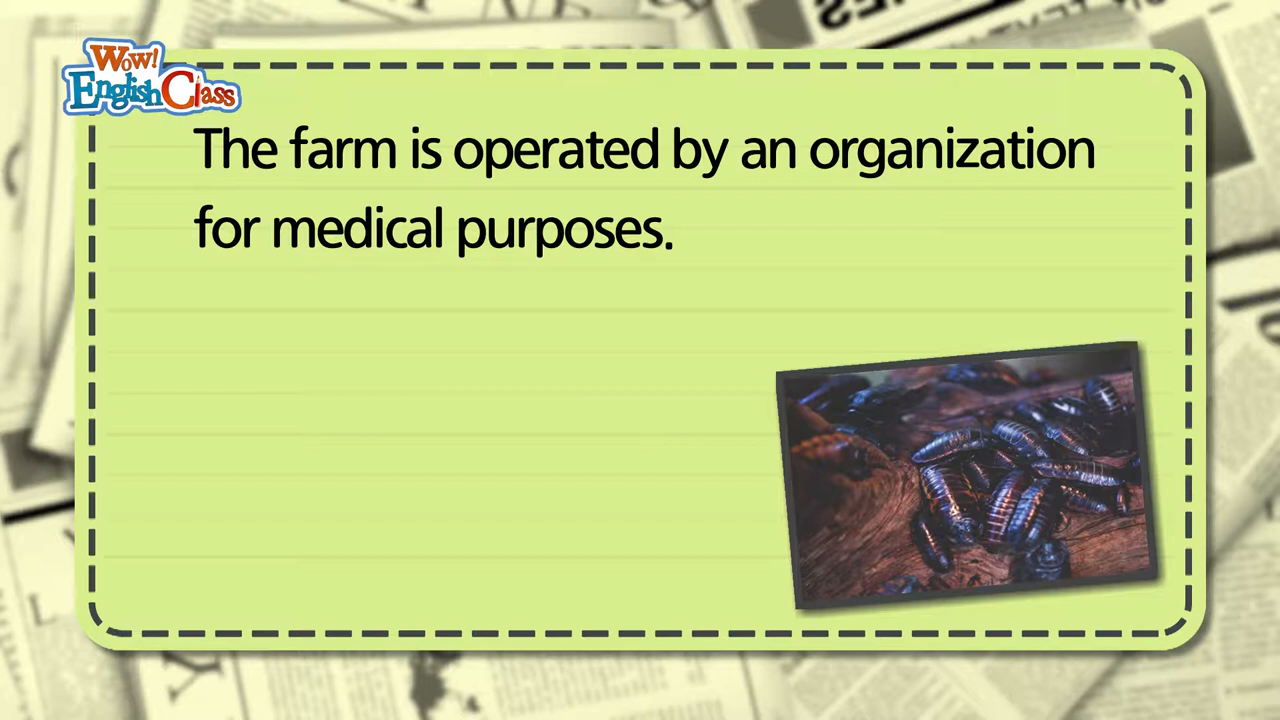 Wow!
English Class
The farm is operated by an organization
for medical purposes.